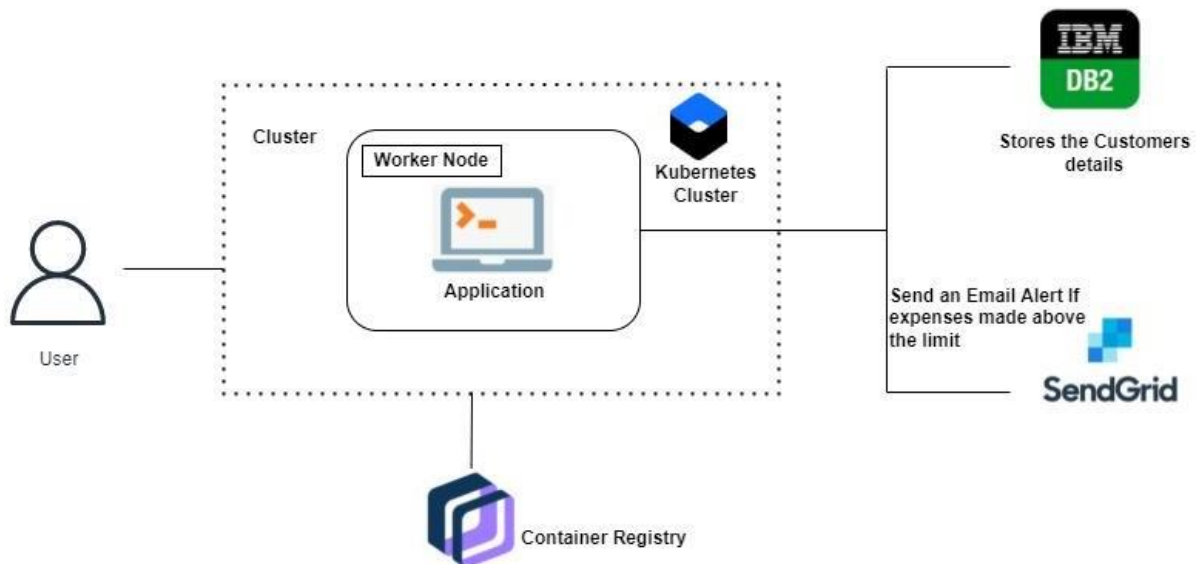 IBM
DB2
Stores the Customers
details
Cluster
Worker Node
Kubernetes
Cluster
Application
User
Send an Email Alert If
expenses made above
the limit
SendGrid
Container Registry